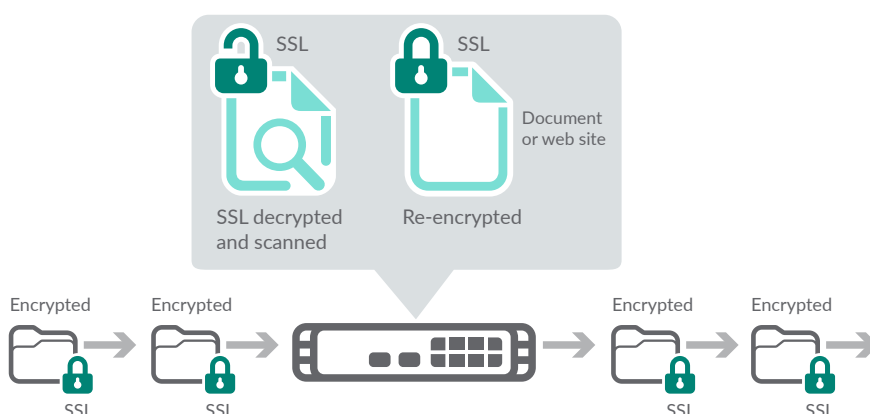 SSL
SSL
Document
or web site
SSL decrypted
and scanned
Re-encrypted
Encrypted
Encrypted
Encrypted
Encrypted
SSL
SSL
SSL
SSL